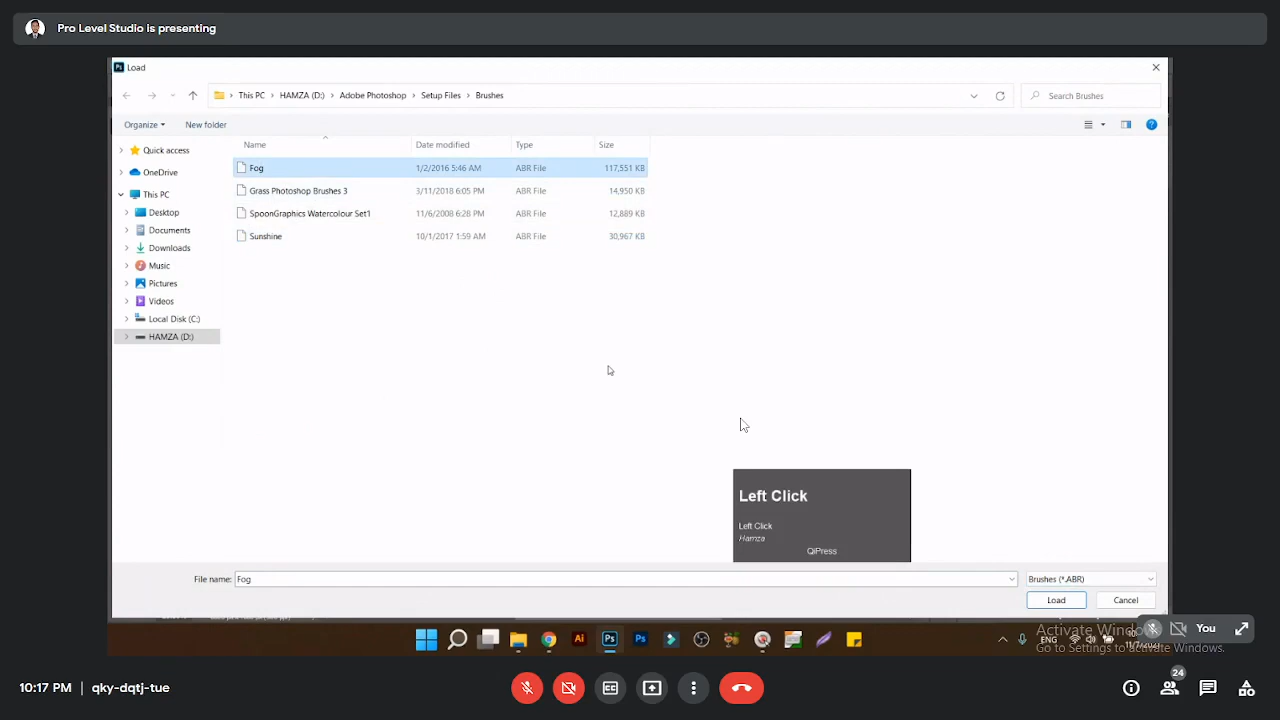 Pro Level Studio is presenting
Load
This PC > HAMZA (D:) > Adobe Photoshop > Setup Files > Brushes
Search Brushes
Organize
New folder
Name
Date modified
Type
Size
Quick access
OneDrive
This PC
Desktop
Documents
Downloads
Music
Pictures
Videos
Local Disk (C:)
HAMZA (D:)
Fog 1/2/2016 5:46 AM ABR File 117,551 KB
Grass Photoshop Brushes 3 3/11/2018 6:05 PM ABR File 14,950 KB
SpoonGraphics Watercolour Set1 11/6/2008 6:28 PM ABR File 12,889 KB
Sunshine 10/1/2017 1:59 AM ABR File 30,967 KB
Left Click
Left Click
Hamza
QiPress
File name: Fog
Brushes (*.ABR)
Load
Cancel
Ai
Ps
Ps
ENG
Activate
Go to Settings to activate Windows.
You
10:17 PM | qky-dqtj-tue
24